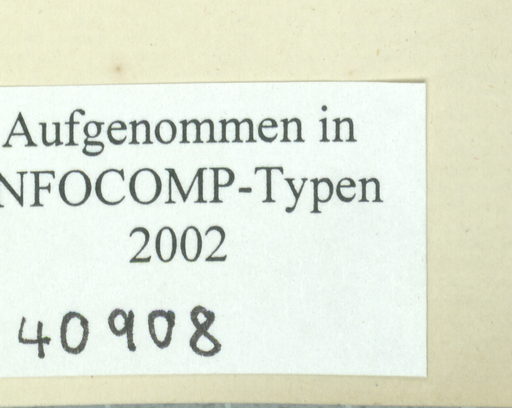 Aufgenommen in
NFOCOMP-Typen
2002
40908